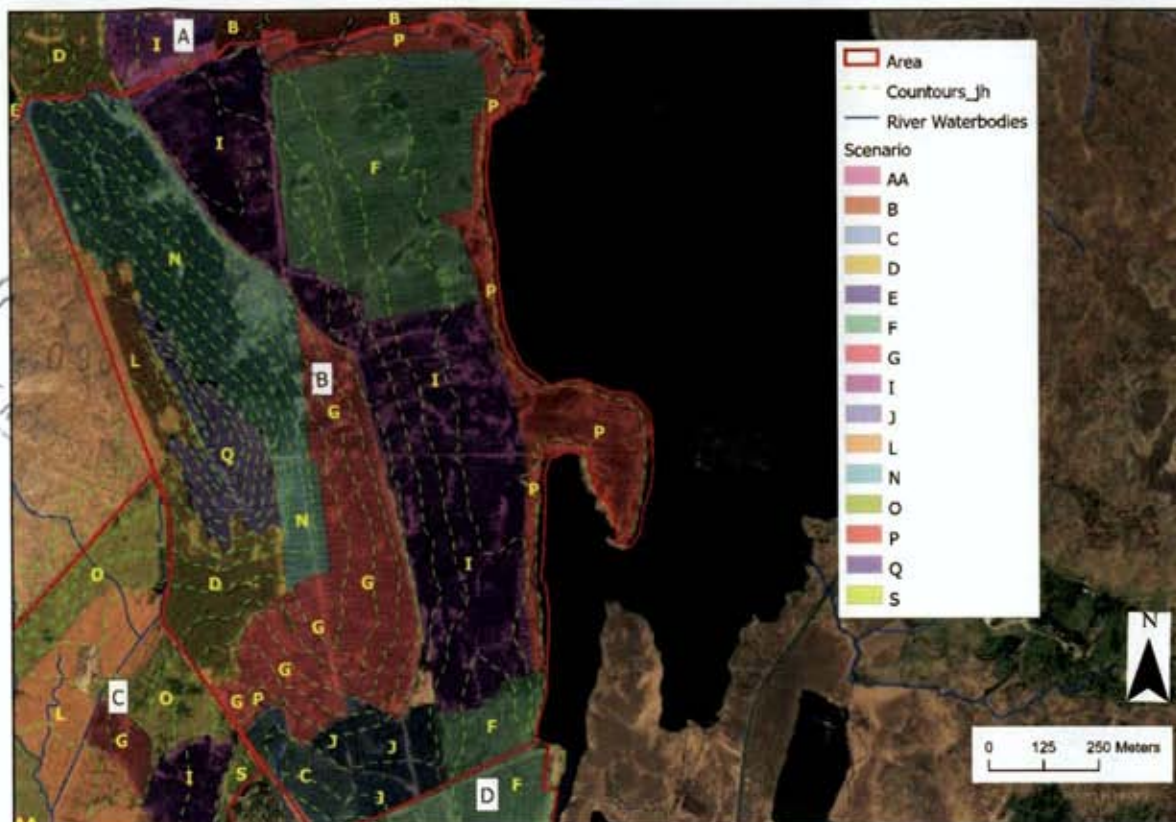 Area
Countours_jh
River Waterbodies
Scenario
AA
B
C
D
E
F
G
I
J
L
N
O
P
Q
S
N
0 125 250 Meters
B
B
I A
D
P
E
P
I
F
N
P
L
I
B
G
P
Q
P
N
O
D
G
I
G
G
C
O
L
G P
G
F
J J
I
S C
J
D F